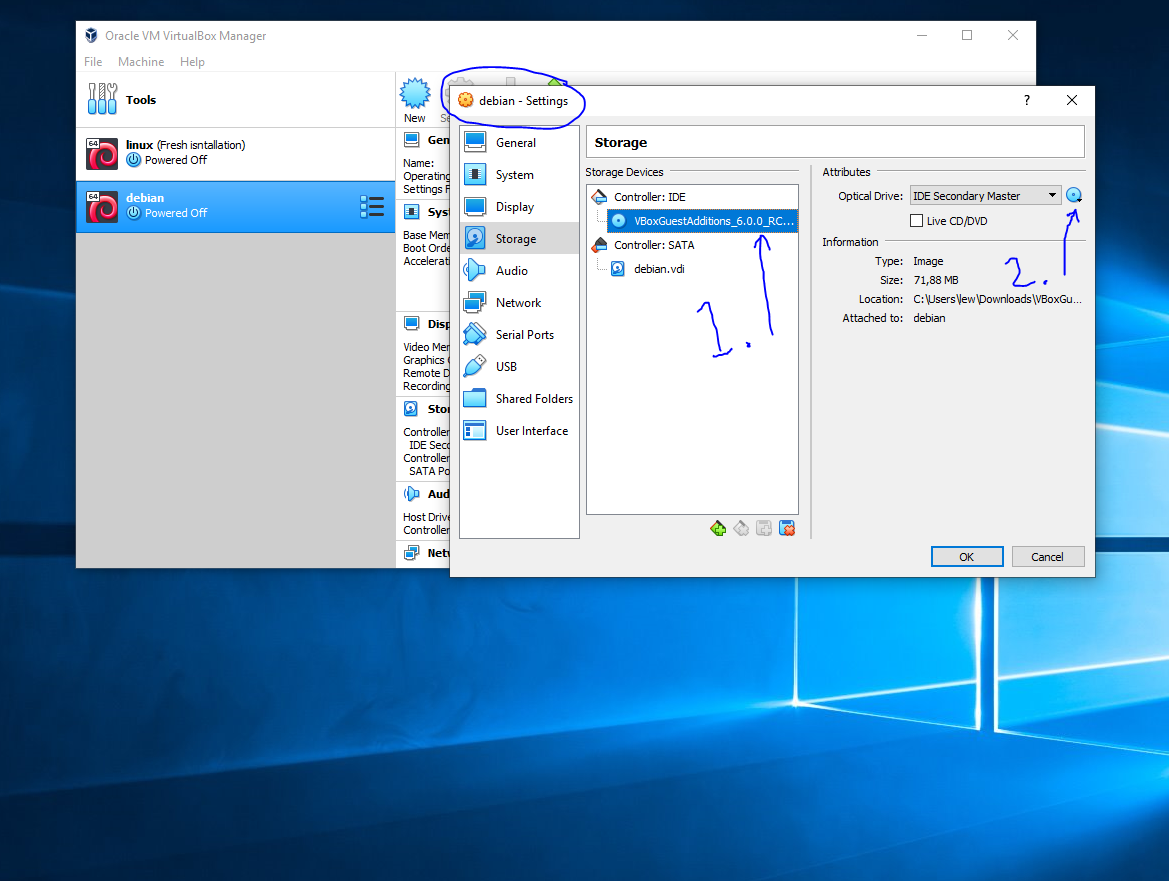 Oracle VM VirtualBox Manager
File Machine Help
Tools
New
64
linux (Fresh isntallation)
Powered Off
64
debian
Powered Off
Gen
Name:
Operating
Settings F
Sys
Base Mem
Boot Orde
Accelerati
Disp
Video Mem
Graphics C
Remote D
Recording
Stor
Controller
IDE Seco
Controller
SATA Po
Aud
Host Drive
Controller
Net
debian - Settings
?
General
System
Display
Storage
Audio
Network
Serial Ports
USB
Shared Folders
User Interface
Storage
Storage Devices
Controller: IDE
VBoxGuestAdditions_6.0.0_RC...
Controller: SATA
debian.vdi
1.
Attributes
Optical Drive: IDE Secondary Master
Live CD/DVD
Information
Type: Image
Size: 71,88 MB
Location: C:\Users\lew\Downloads\VBoxGu...
Attached to: debian
2.
OK Cancel